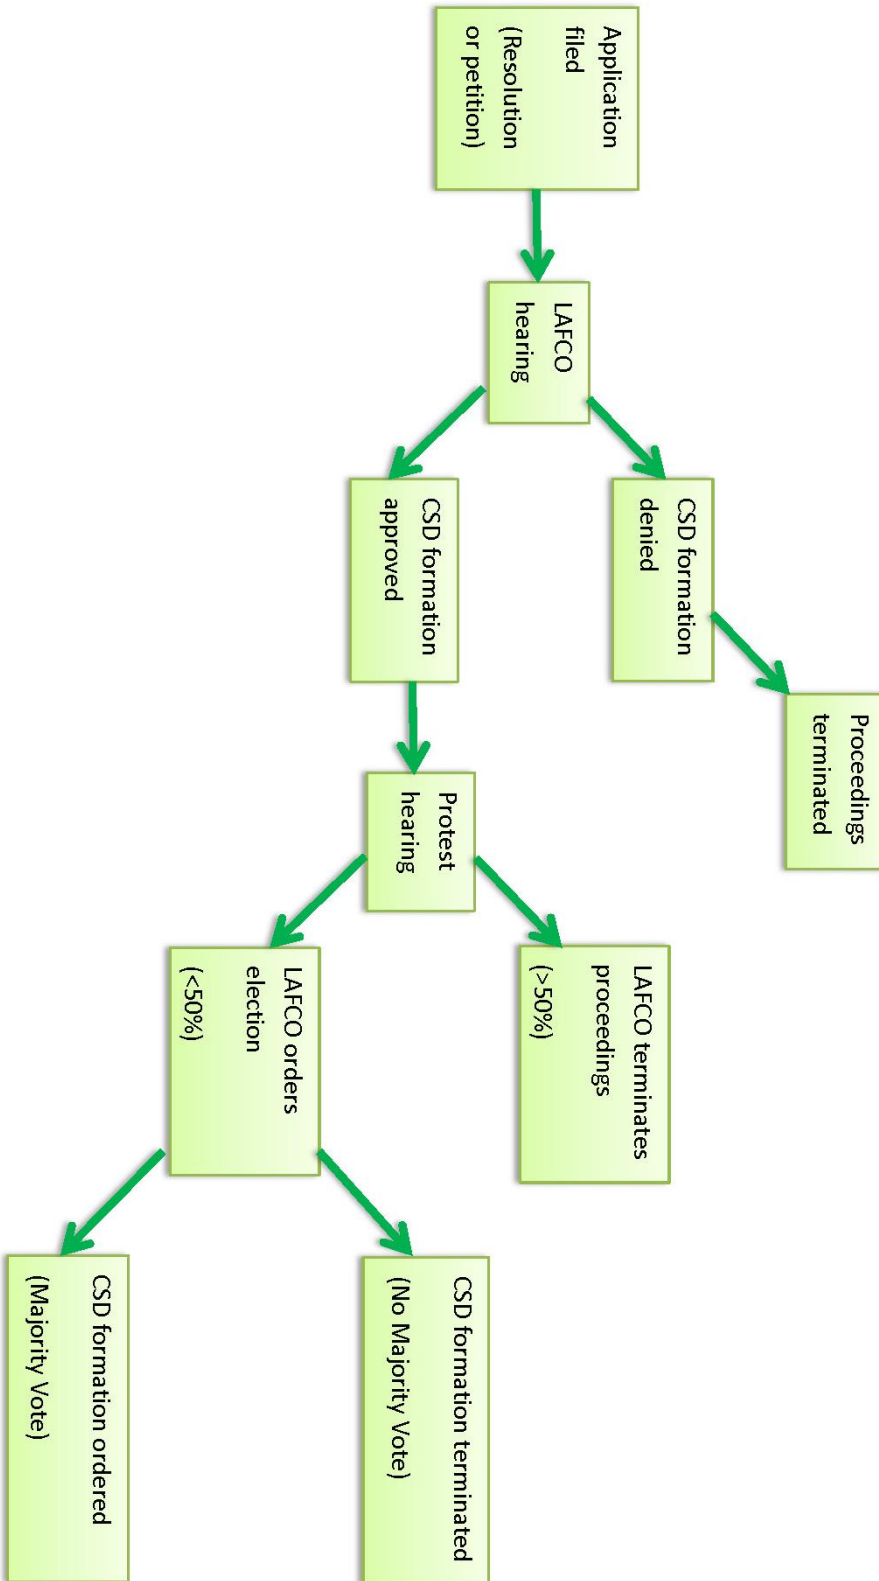 Application
filed
(Resolution
or petition)
LAFCO
hearing
CSD formation
denied
CSD formation
approved
Proceedings
terminated
Protest
hearing
LAFCO terminates
proceedings
(>50%)
LAFCO orders
election
(<50%)
CSD formation terminated
(No Majority Vote)
CSD formation ordered
(Majority Vote)